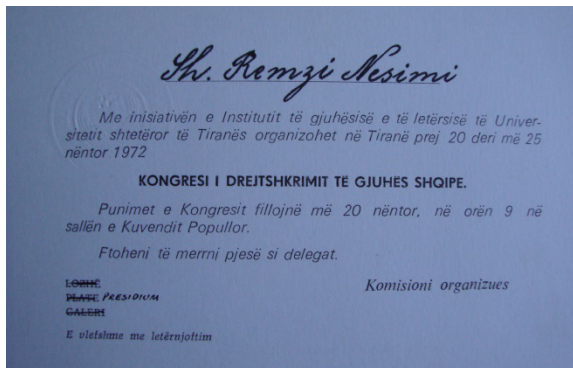 Sh. Remzi Nesimi
Me inisiativën e Institutit të gjuhësisë e të letërsisë të Univer-
sitetit shtetëror të Tiranës organizohet në Tiranë prej 20 deri më 25
nëntor 1972
KONGRESI I DREJTSHKRIMIT TË GJUHËS SHQIPE.
Punimet e Kongresit fillojnë më 20 nëntor, në orën 9 në
sallën e Kuvendit Popullor.
Ftoheni të merrni pjesë si delegat.
LOZHË
PLATE PRESIDIUM
GALERI
Komisioni organizues
E vlefshme me letërnjoftim